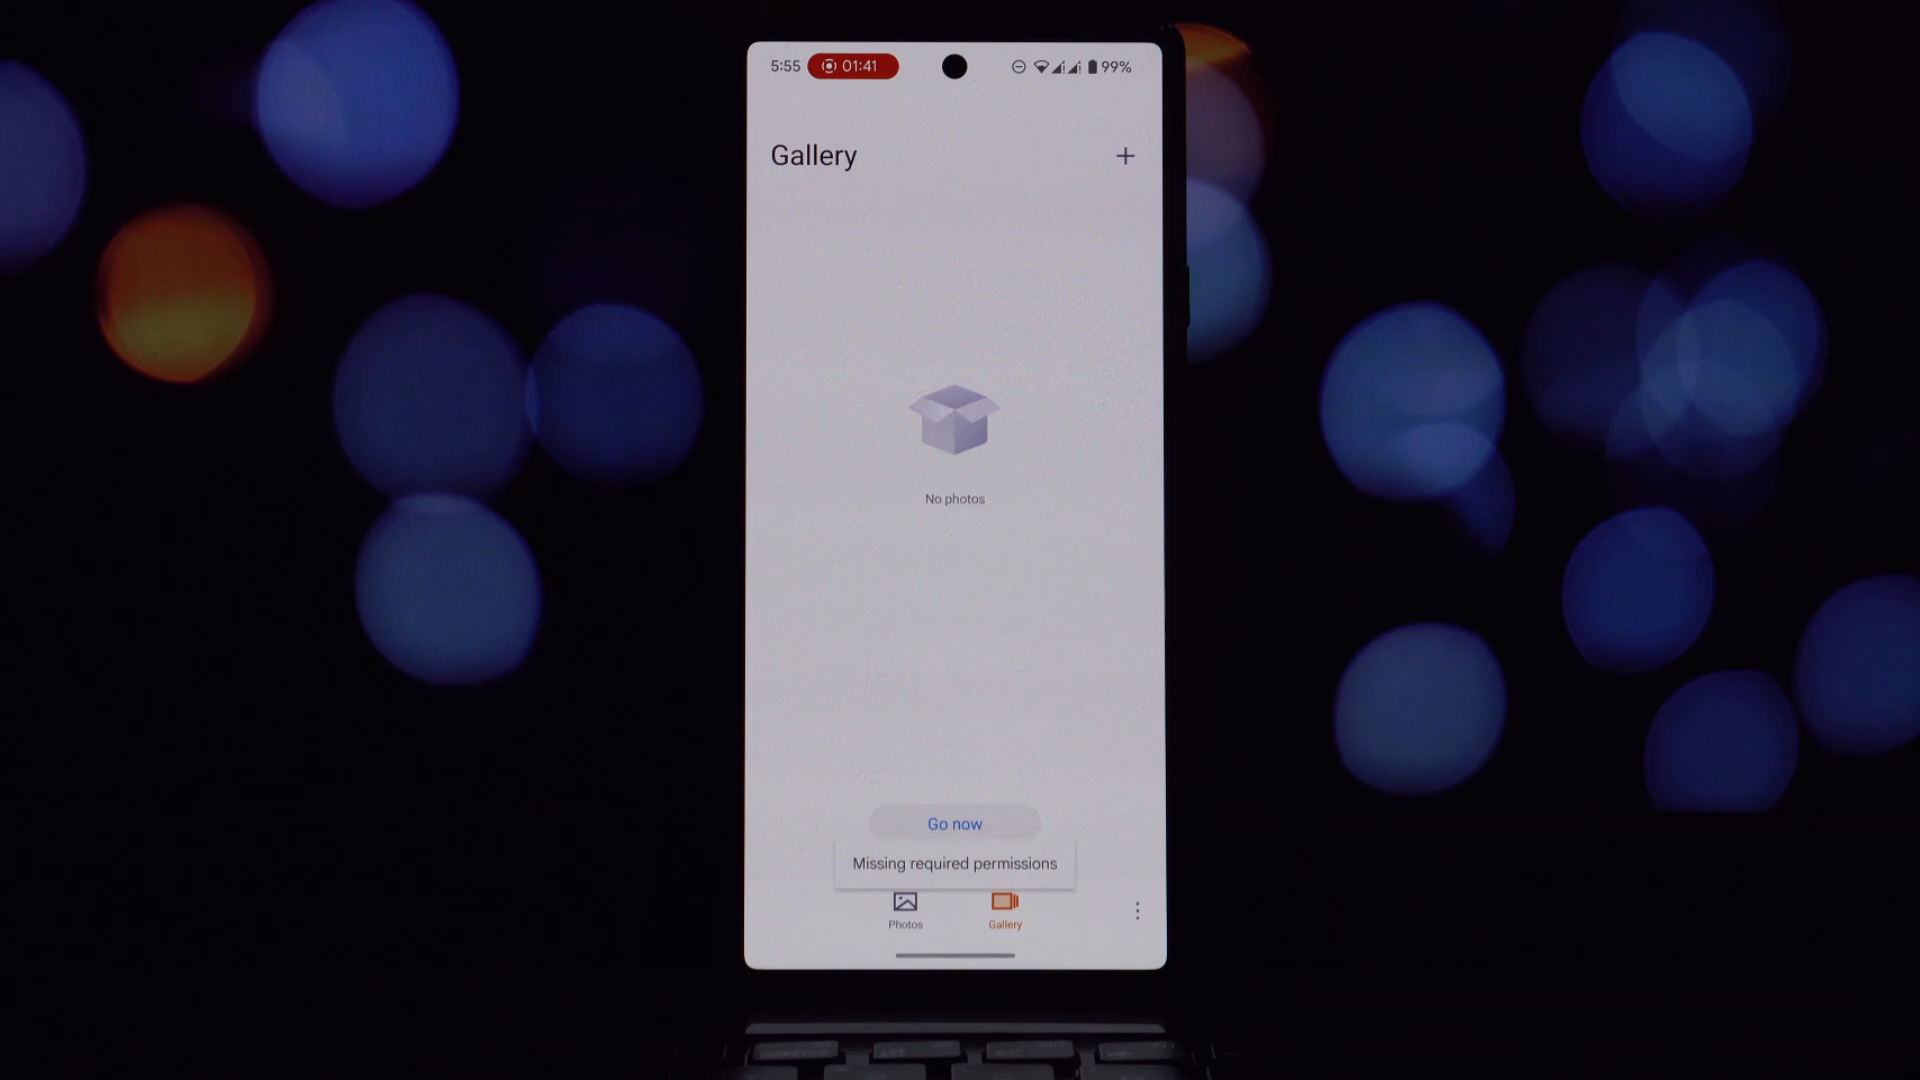 5:55 01:41 99%
Gallery
No photos
Go now
Missing required permissions
Photos Gallery